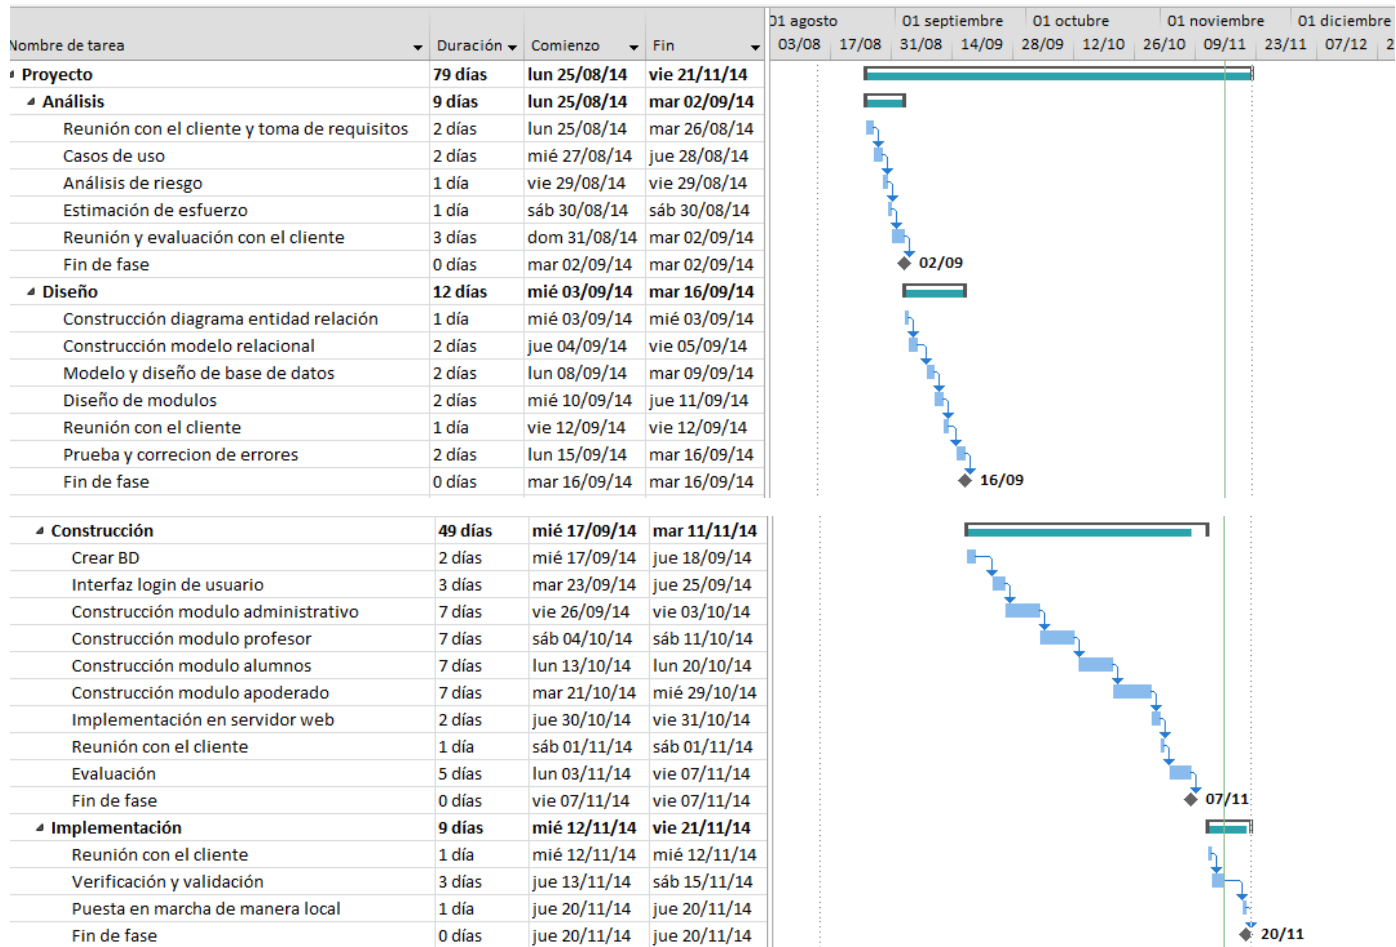 01 agosto 01 septiembre 01 octubre 01 noviembre 01 diciembre
Nombre de tarea Duración Comienzo Fin 03/08 17/08 31/08 14/09 28/09 12/10 26/10 09/11 23/11 07/12 2
Proyecto 79 días lun 25/08/14 vie 21/11/14
Análisis 9 días lun 25/08/14 mar 02/09/14
Reunión con el cliente y toma de requisitos 2 días lun 25/08/14 mar 26/08/14
Casos de uso 2 días mié 27/08/14 jue 28/08/14
Análisis de riesgo 1 día vie 29/08/14 vie 29/08/14
Estimación de esfuerzo 1 día sáb 30/08/14 sáb 30/08/14
Reunión y evaluación con el cliente 3 días dom 31/08/14 mar 02/09/14
Fin de fase 0 días mar 02/09/14 mar 02/09/14 02/09
Diseño 12 días mié 03/09/14 mar 16/09/14
Construcción diagrama entidad relación 1 día mié 03/09/14 mié 03/09/14
Construcción modelo relacional 2 días jue 04/09/14 vie 05/09/14
Modelo y diseño de base de datos 2 días lun 08/09/14 mar 09/09/14
Diseño de modulos 2 días mié 10/09/14 jue 11/09/14
Reunión con el cliente 1 día vie 12/09/14 vie 12/09/14
Prueba y correcion de errores 2 días lun 15/09/14 mar 16/09/14
Fin de fase 0 días mar 16/09/14 mar 16/09/14 16/09
Construcción 49 días mié 17/09/14 mar 11/11/14
Crear BD 2 días mié 17/09/14 jue 18/09/14
Interfaz login de usuario 3 días mar 23/09/14 jue 25/09/14
Construcción modulo administrativo 7 días vie 26/09/14 vie 03/10/14
Construcción modulo profesor 7 días sáb 04/10/14 sáb 11/10/14
Construcción modulo alumnos 7 días lun 13/10/14 lun 20/10/14
Construcción modulo apoderado 7 días mar 21/10/14 mié 29/10/14
Implementación en servidor web 2 días jue 30/10/14 vie 31/10/14
Reunión con el cliente 1 día sáb 01/11/14 sáb 01/11/14
Evaluación 5 días lun 03/11/14 vie 07/11/14
Fin de fase 0 días vie 07/11/14 vie 07/11/14 07/11
Implementación 9 días mié 12/11/14 vie 21/11/14
Reunión con el cliente 1 día mié 12/11/14 mié 12/11/14
Verificación y validación 3 días jue 13/11/14 sáb 15/11/14
Puesta en marcha de manera local 1 día jue 20/11/14 jue 20/11/14
Fin de fase 0 días jue 20/11/14 jue 20/11/14 20/11